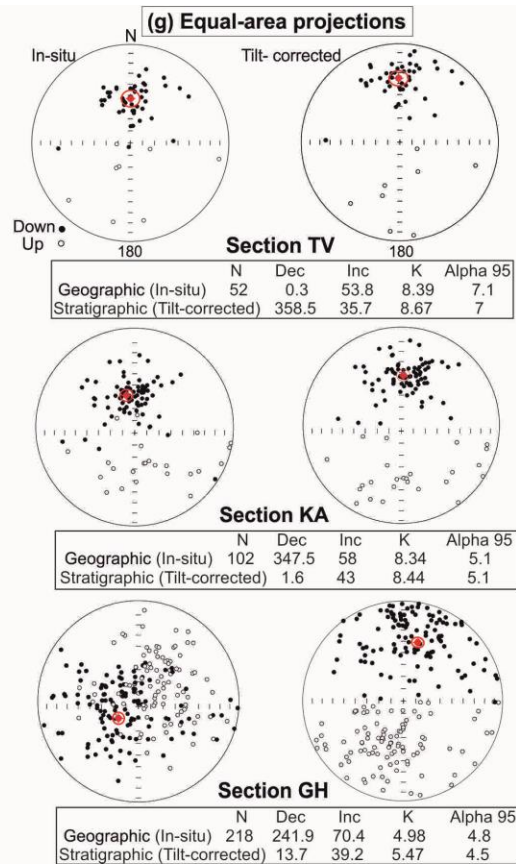 (g) Equal-area projections
In-situ
N
Tilt- corrected
Down ●
Up ○
180
180
Section TV
N Dec Inc K Alpha 95
Geographic (In-situ) 52 0.3 53.8 8.39 7.1
Stratigraphic (Tilt-corrected) 358.5 35.7 8.67 7
Section KA
N Dec Inc K Alpha 95
Geographic (In-situ) 102 347.5 58 8.34 5.1
Stratigraphic (Tilt-corrected) 1.6 43 8.44 5.1
Section GH
N Dec Inc K Alpha 95
Geographic (In-situ) 218 241.9 70.4 4.98 4.8
Stratigraphic (Tilt-corrected) 13.7 39.2 5.47 4.5